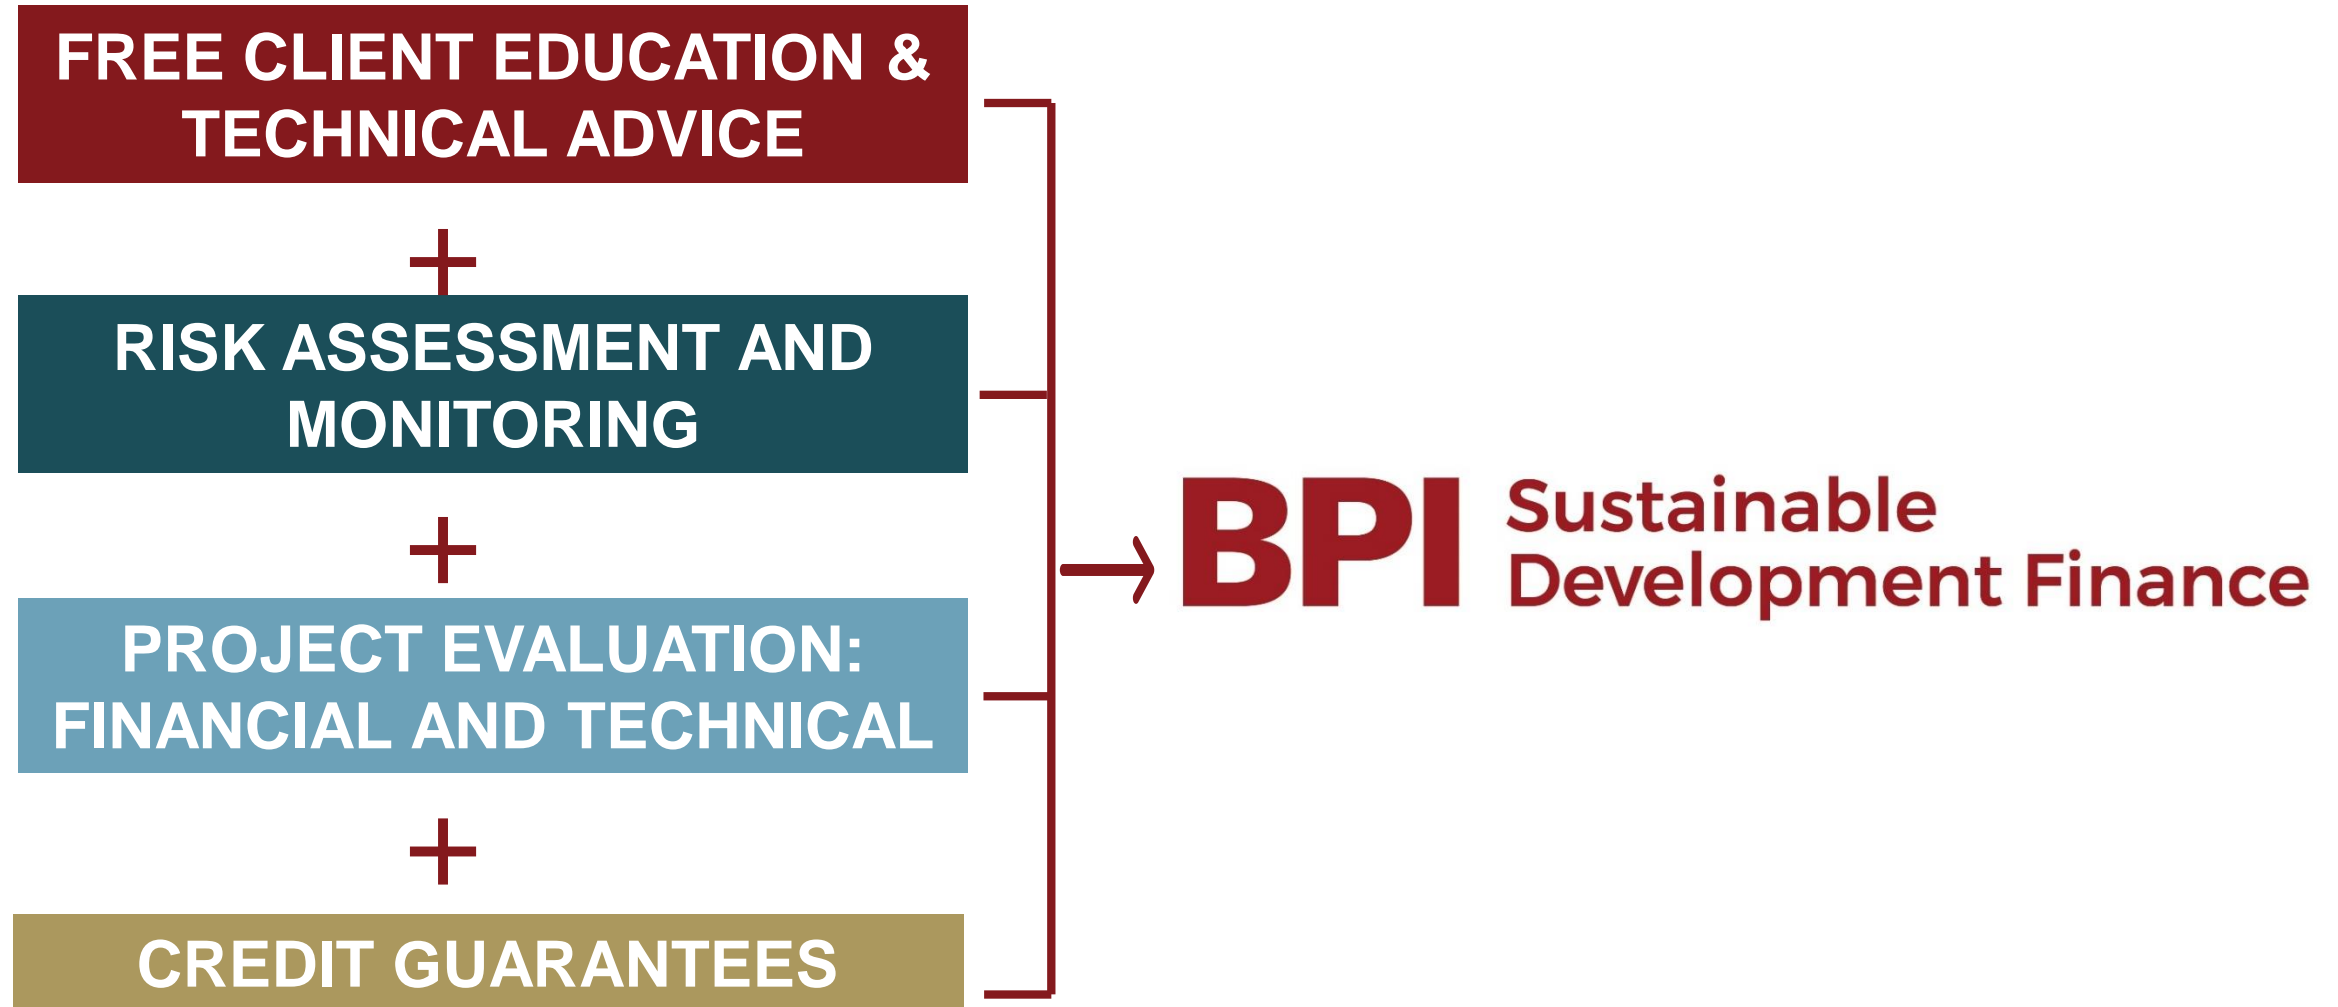 FREE CLIENT EDUCATION &
TECHNICAL ADVICE
+
RISK ASSESSMENT AND
MONITORING
+
PROJECT EVALUATION:
FINANCIAL AND TECHNICAL
+
CREDIT GUARANTEES
BPI Sustainable
Development Finance